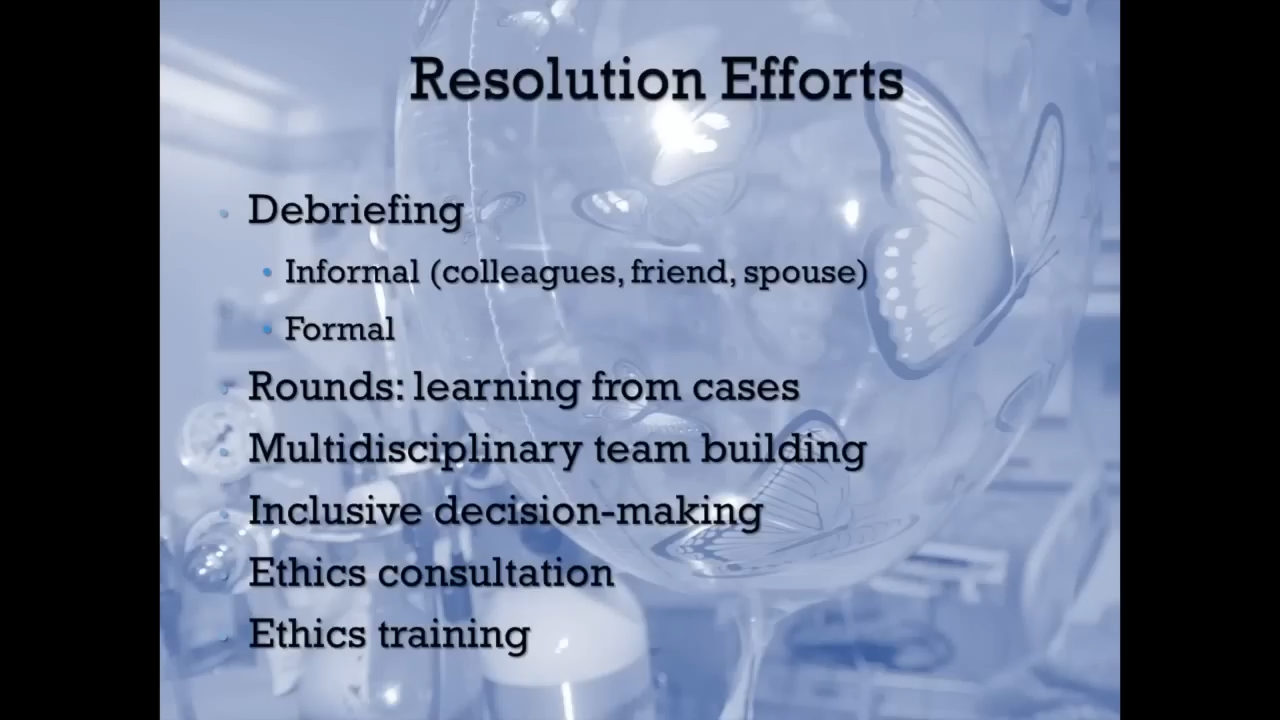 Resolution Efforts
Debriefing
Informal (colleagues, friend, spouse)
Formal
Rounds: learning from cases
Multidisciplinary team building
Inclusive decision-making
Ethics consultation
Ethics training